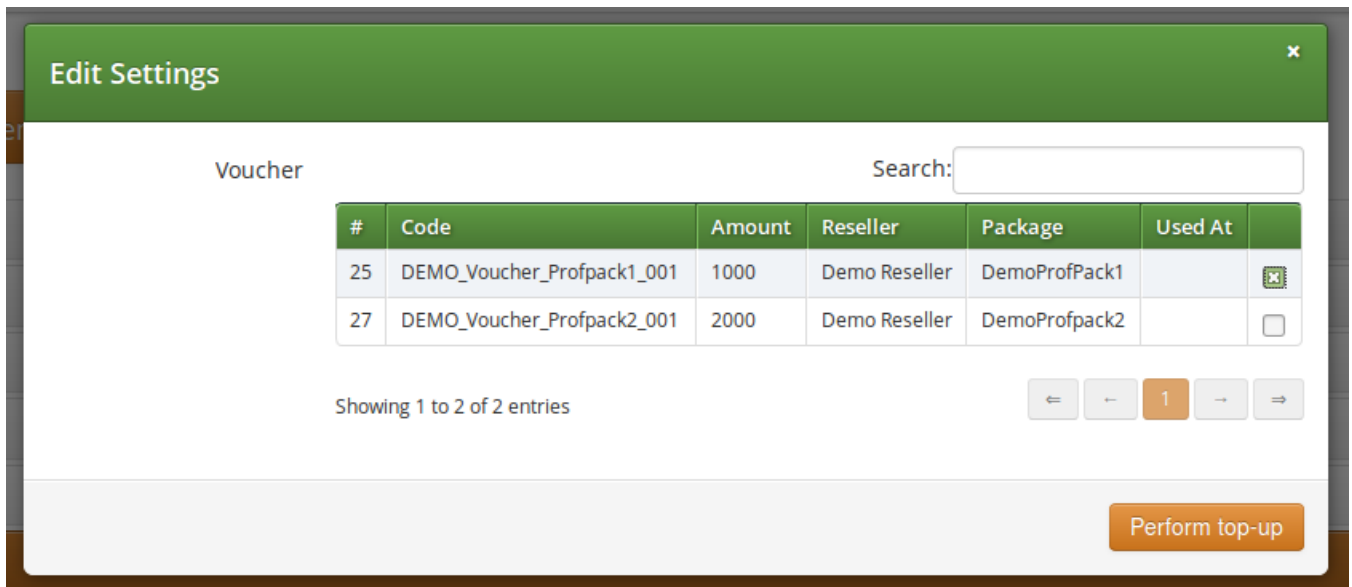 Edit Settings
×
er
Voucher
Search:
# Code Amount Reseller Package Used At
25 DEMO_Voucher_Profpack1_001 1000 Demo Reseller DemoProfPack1
27 DEMO_Voucher_Profpack2_001 2000 Demo Reseller DemoProfpack2
Showing 1 to 2 of 2 entries
⇐ ← 1 → ⇒
Perform top-up